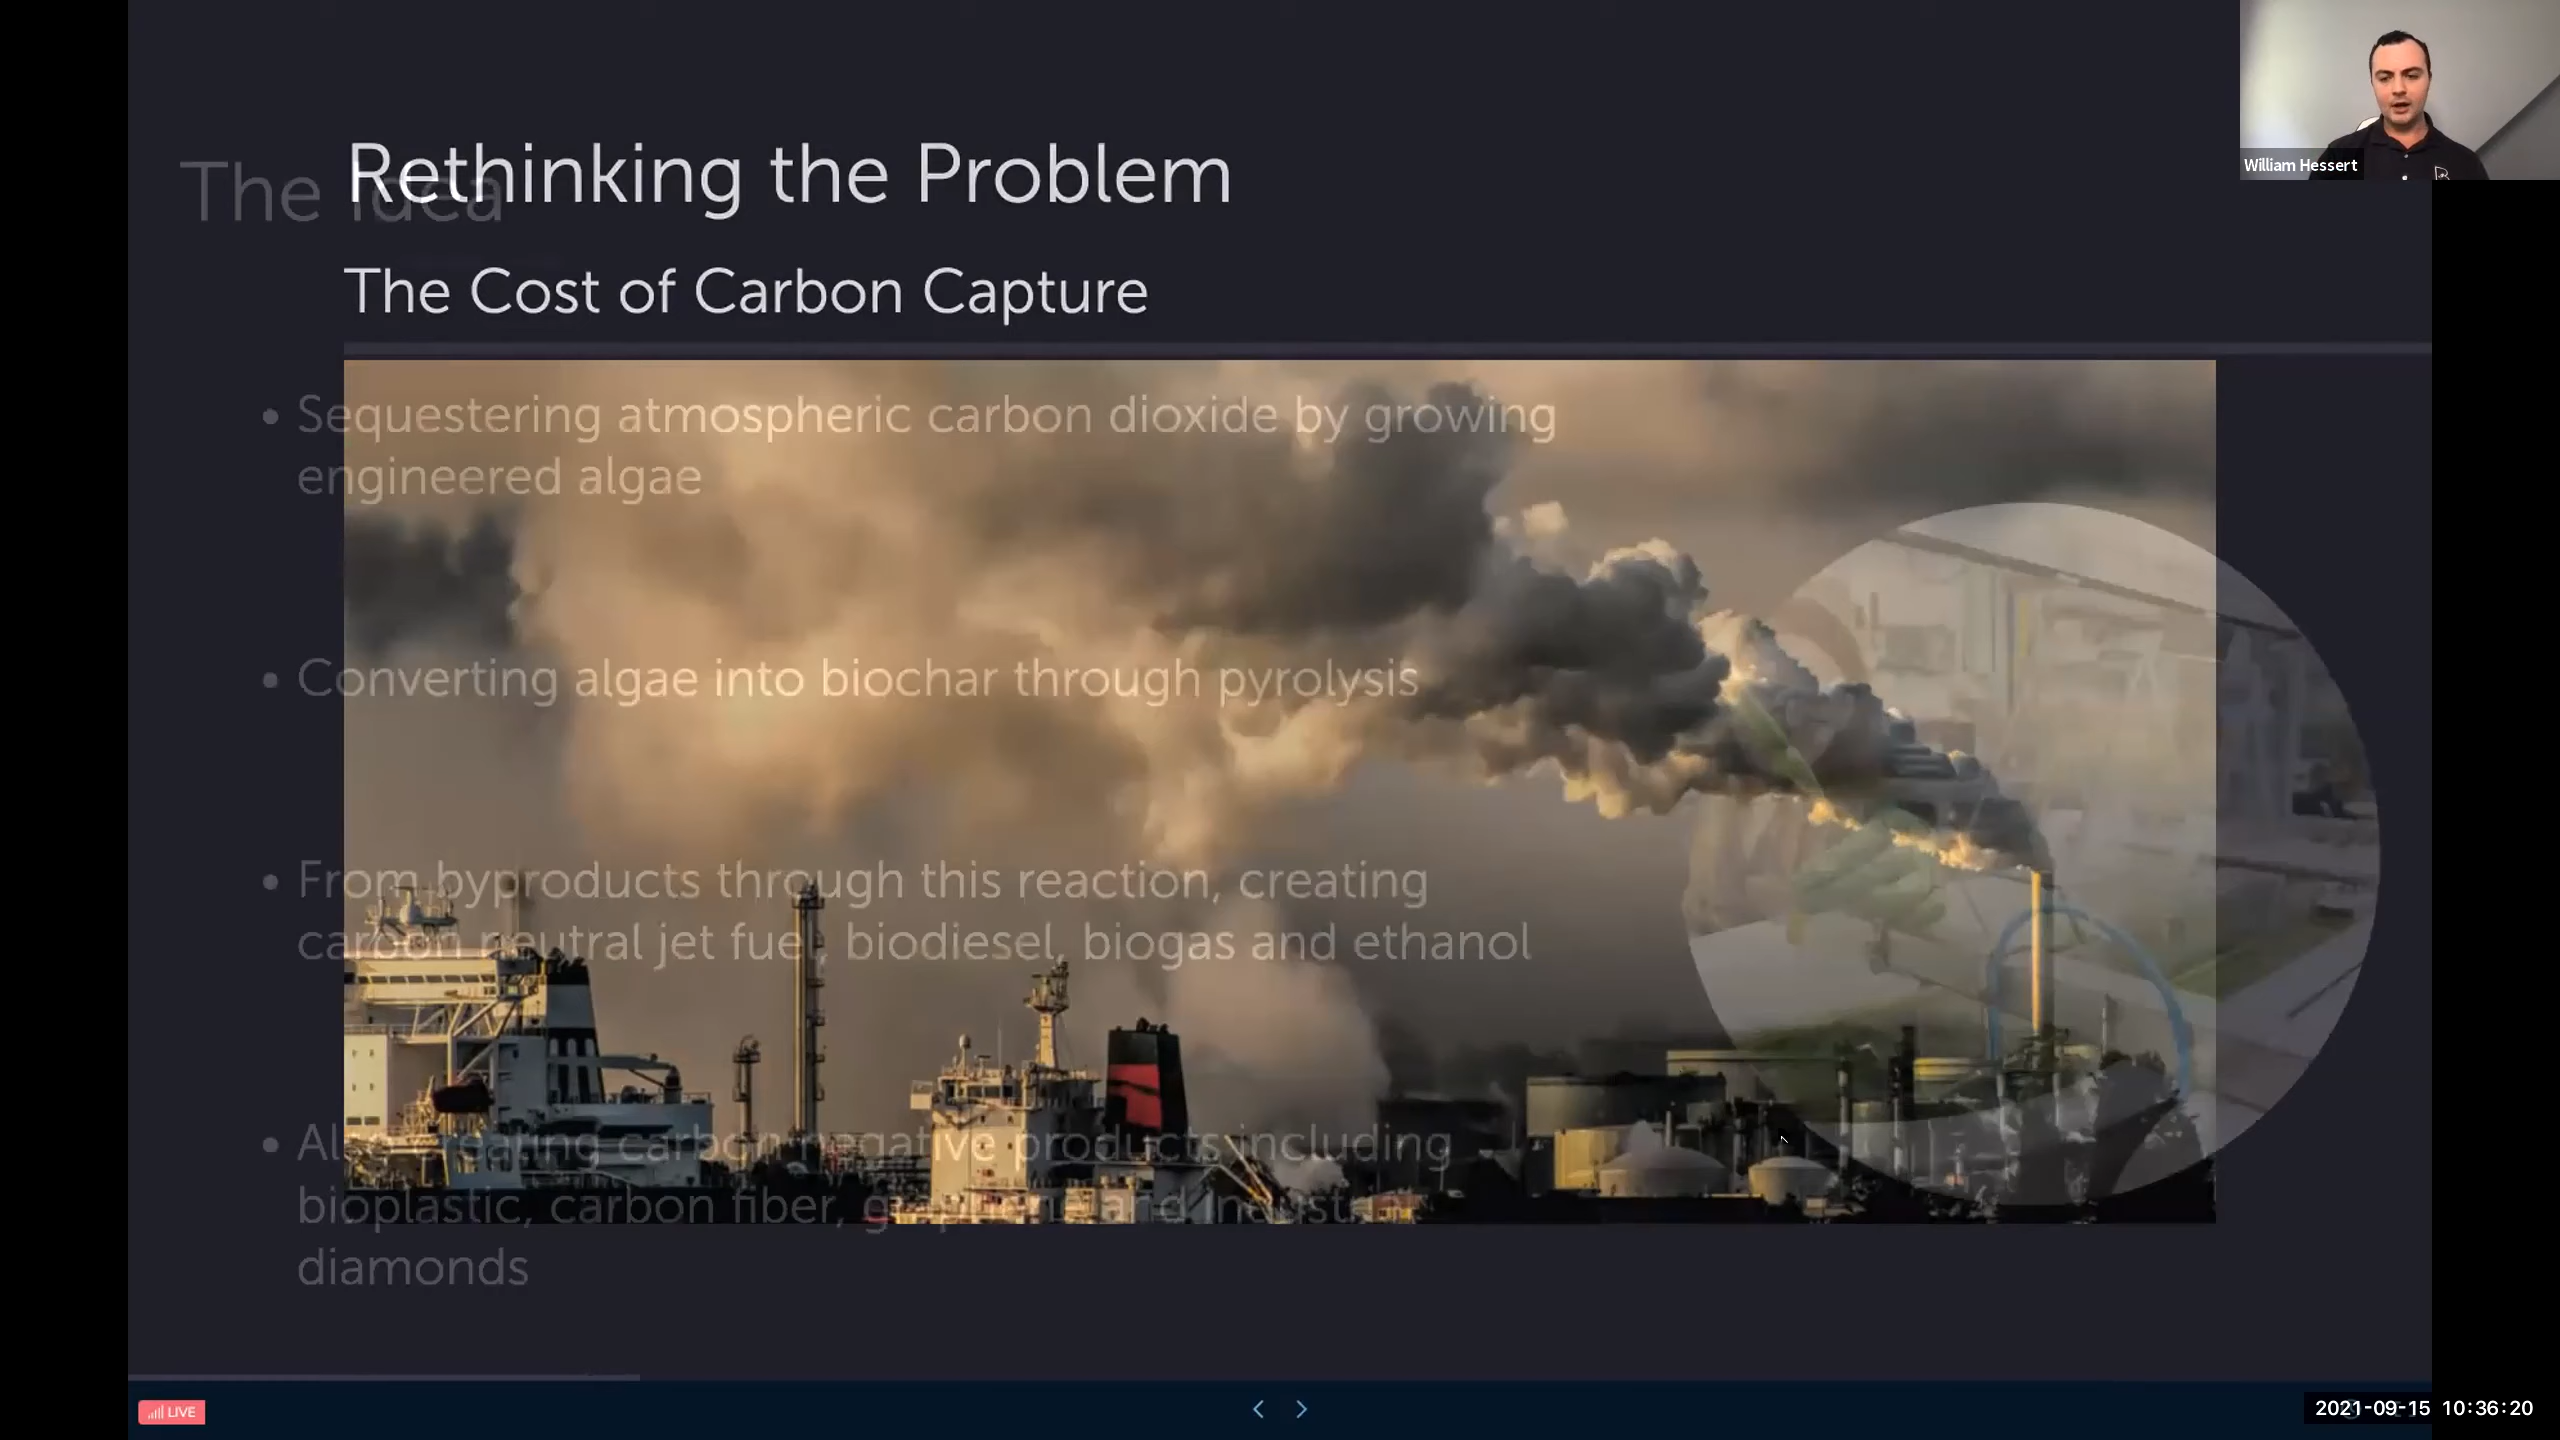 William Hessert
Rethinking the Problem
The Idea
The Cost of Carbon Capture
• Sequestering atmospheric carbon dioxide by growing
engineered algae
• Converting algae into biochar through pyrolysis
• From byproducts through this reaction, creating
carbon neutral jet fuel, biodiesel, biogas and ethanol
• Also creating carbon negative products including
bioplastic, carbon fiber, graphene and industrial
diamonds
LIVE
2021-09-15 10:36:20